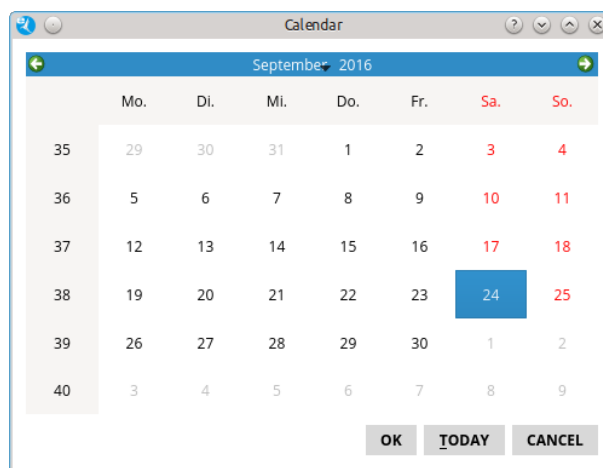 Calendar
September 2016
Mo. Di. Mi. Do. Fr. Sa. So.
35 29 30 31 1 2 3 4
36 5 6 7 8 9 10 11
37 12 13 14 15 16 17 18
38 19 20 21 22 23 24 25
39 26 27 28 29 30 1 2
40 3 4 5 6 7 8 9
OK TODAY CANCEL